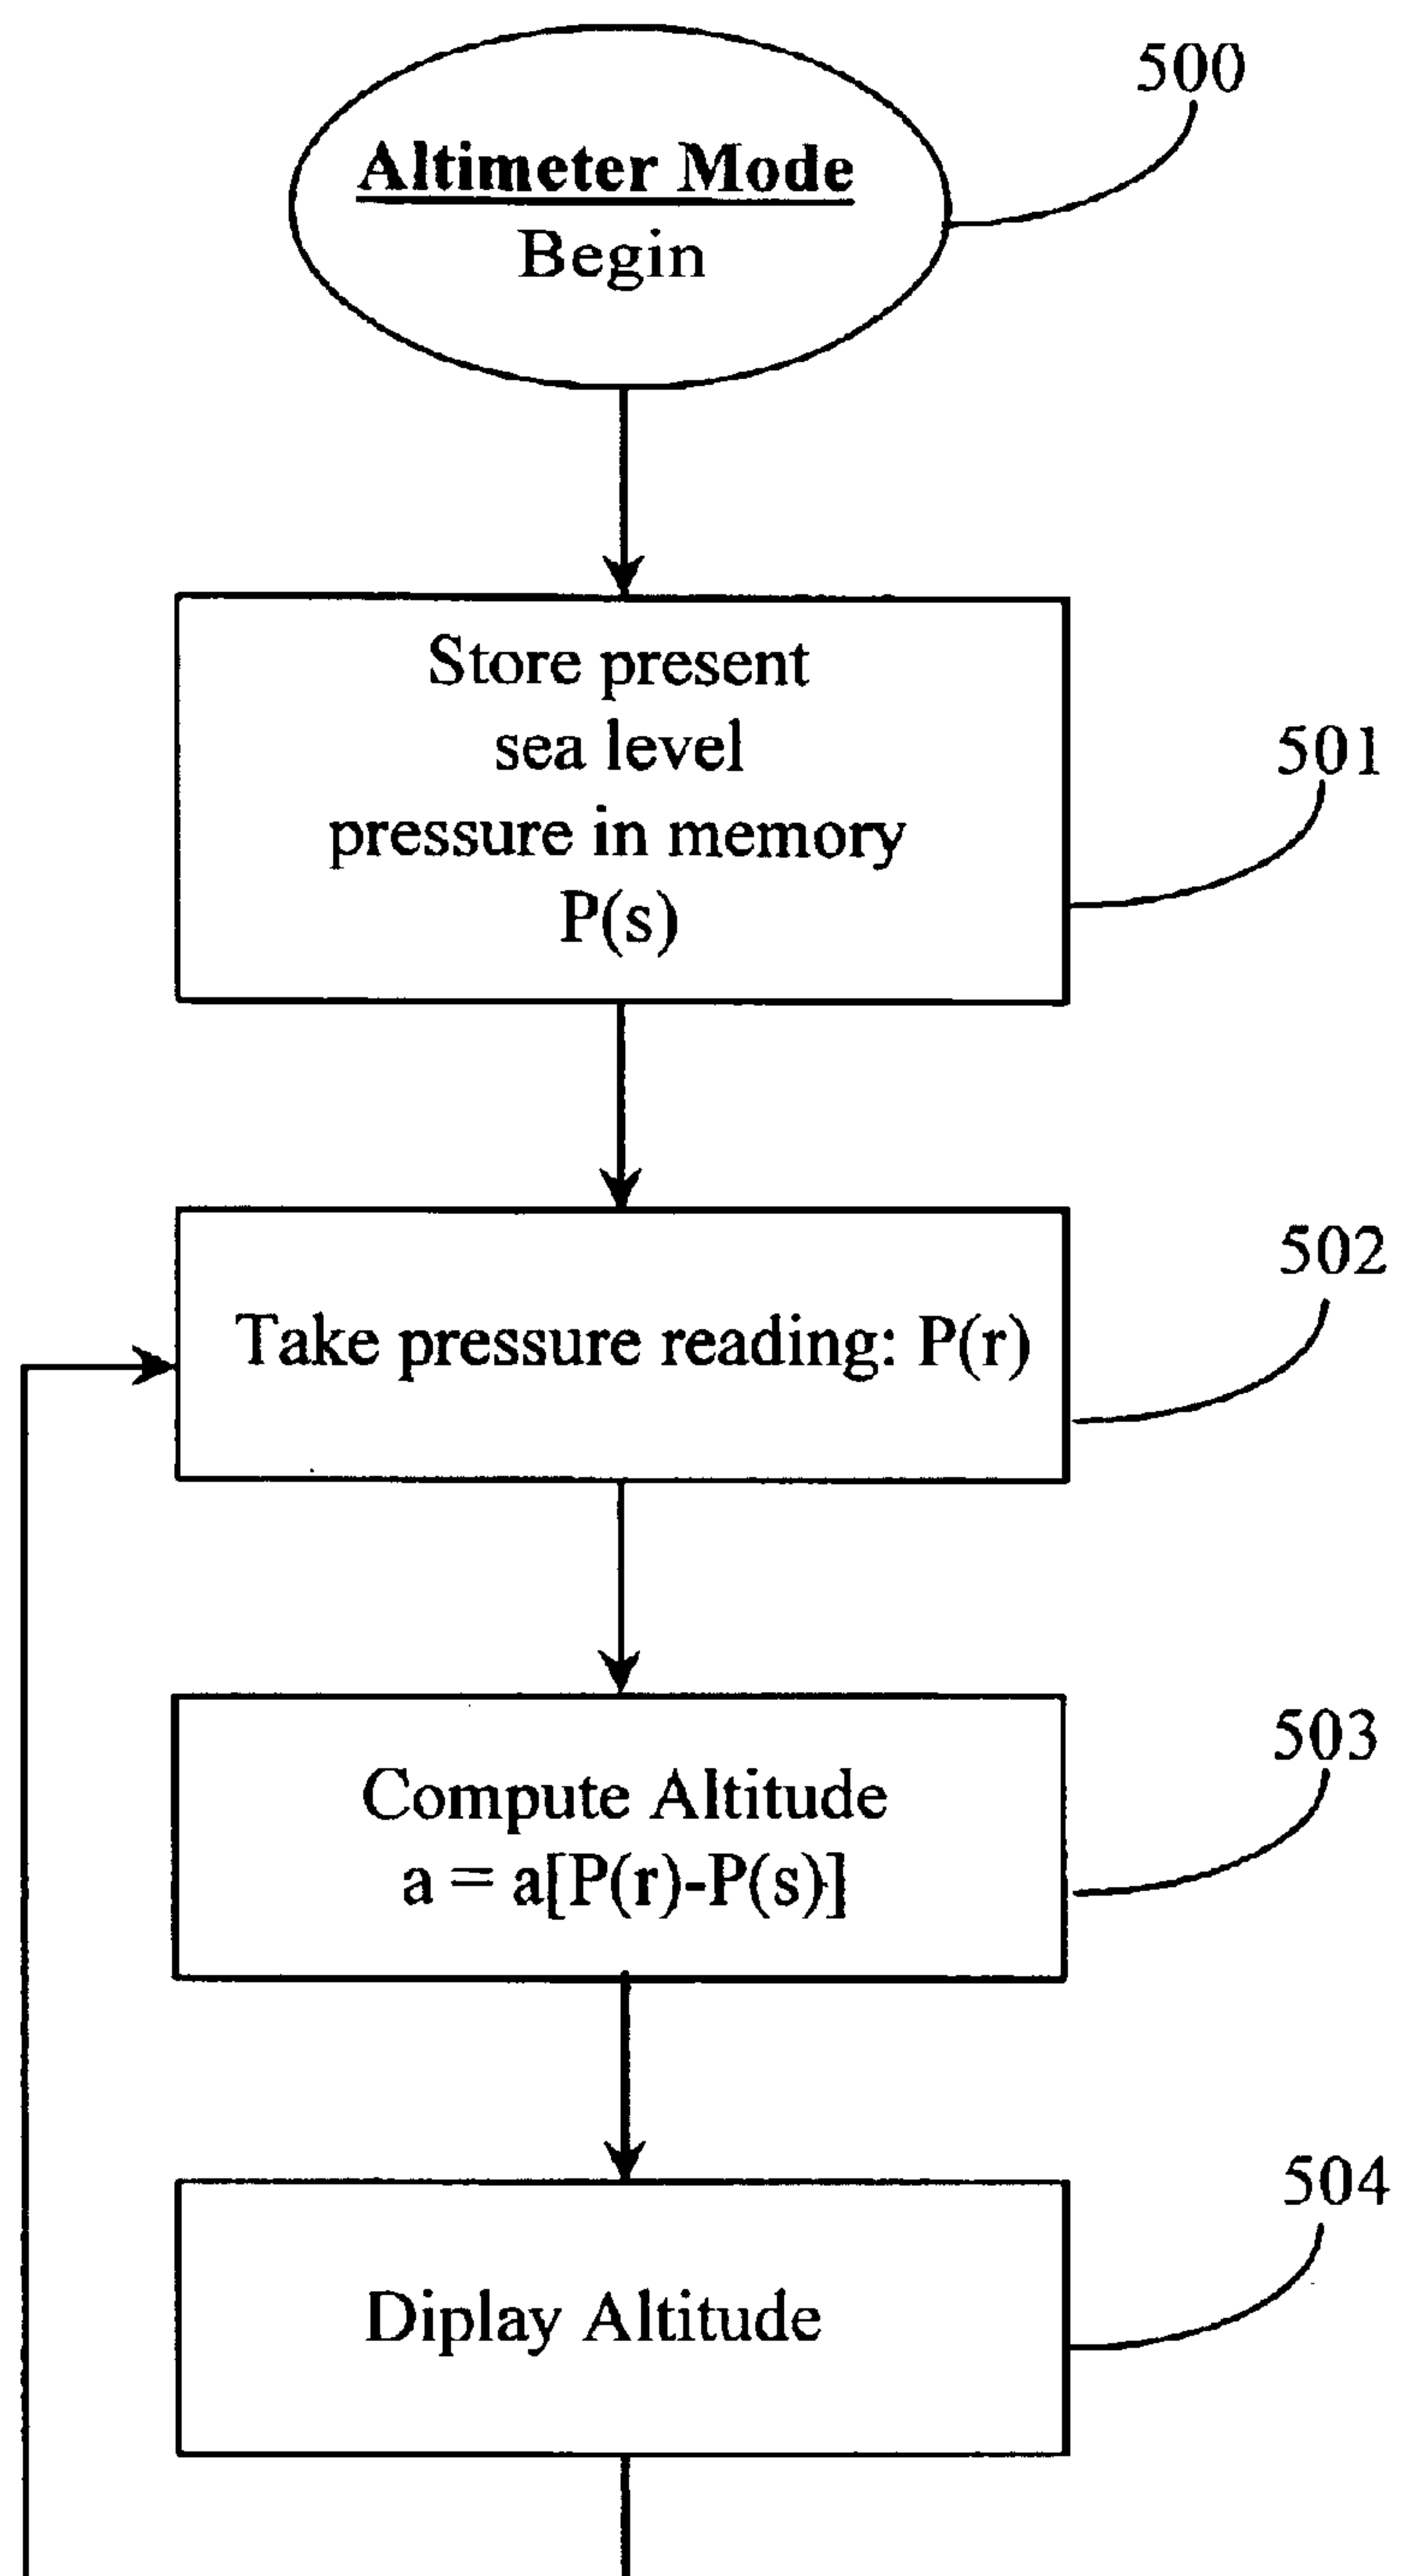 500
Altimeter Mode
Begin
Store present
sea level
pressure in memory
P(s)
501
Take pressure reading: P(r)
502
Compute Altitude
a = a[P(r)-P(s)]
503
Diplay Altitude
504